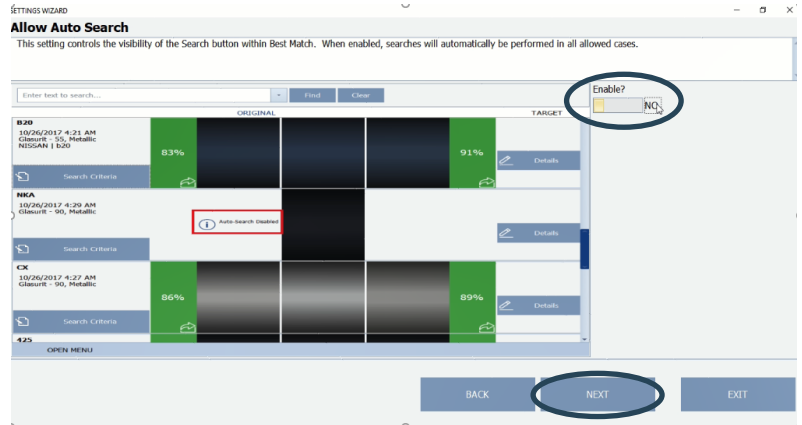 SETTINGS WIZARD
Allow Auto Search
This setting controls the visibility of the Search button within Best Match. When enabled, searches will automatically be performed in all allowed cases.
Enter text to search...
Find
Clear
Enable?
NO
ORIGINAL
TARGET
B20
10/26/2017 4:21 AM
Glasurit - 55, Metallic
NISSAN | b20
83%
91%
Details
Search Criteria
NKA
10/26/2017 4:29 AM
Glasurit - 90, Metallic
Auto-Search Disabled
Details
Search Criteria
CX
10/26/2017 4:27 AM
Glasurit - 90, Metallic
86%
89%
Details
Search Criteria
425
OPEN MENU
BACK
NEXT
EXIT